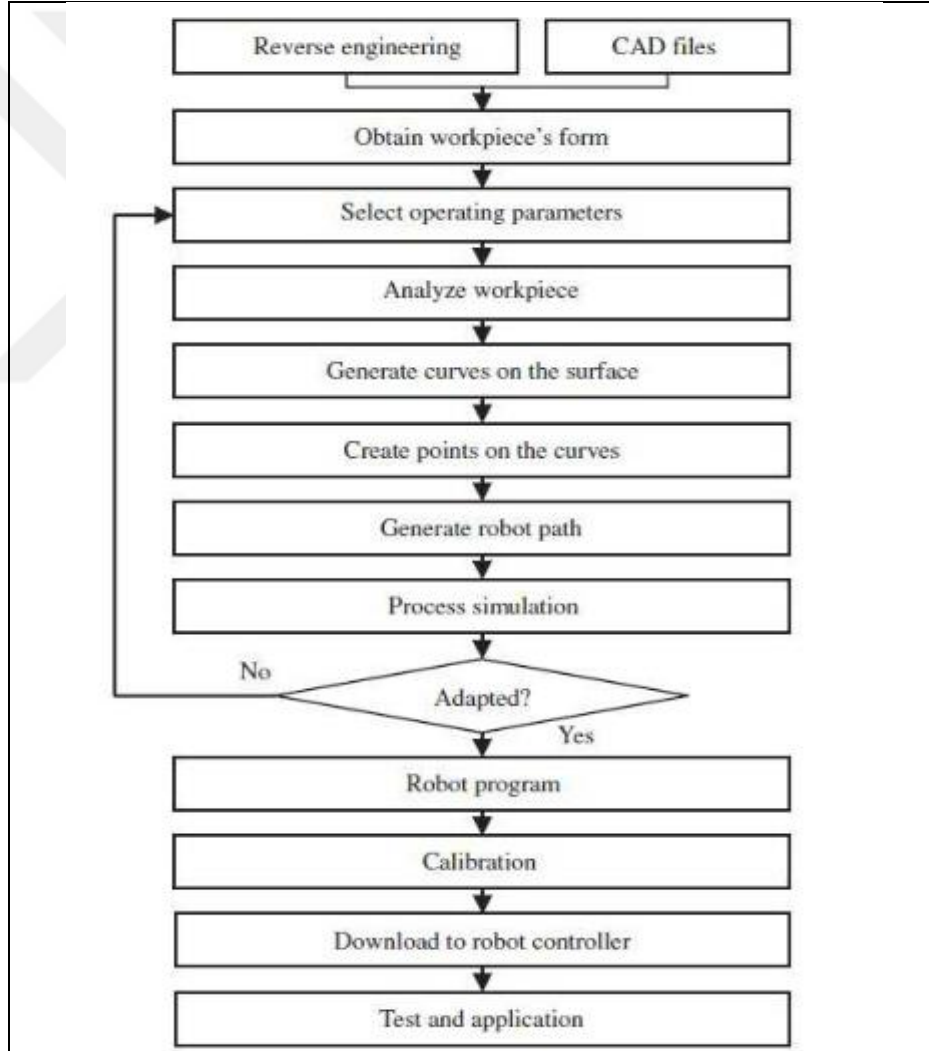 Reverse engineering
CAD files
Obtain workpiece's form
Select operating parameters
Analyze workpiece
Generate curves on the surface
Create points on the curves
Generate robot path
Process simulation
No
Adapted?
Yes
Robot program
Calibration
Download to robot controller
Test and application